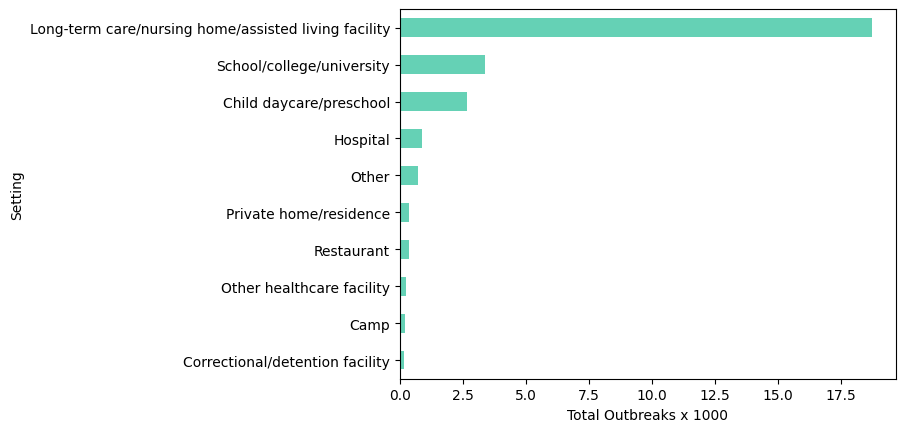 Long-term care/nursing home/assisted living facility
School/college/university
Child daycare/preschool
Hospital
Other
Private home/residence
Restaurant
Other healthcare facility
Camp
Correctional/detention facility
Setting
0.0 2.5 5.0 7.5 10.0 12.5 15.0 17.5
Total Outbreaks x 1000